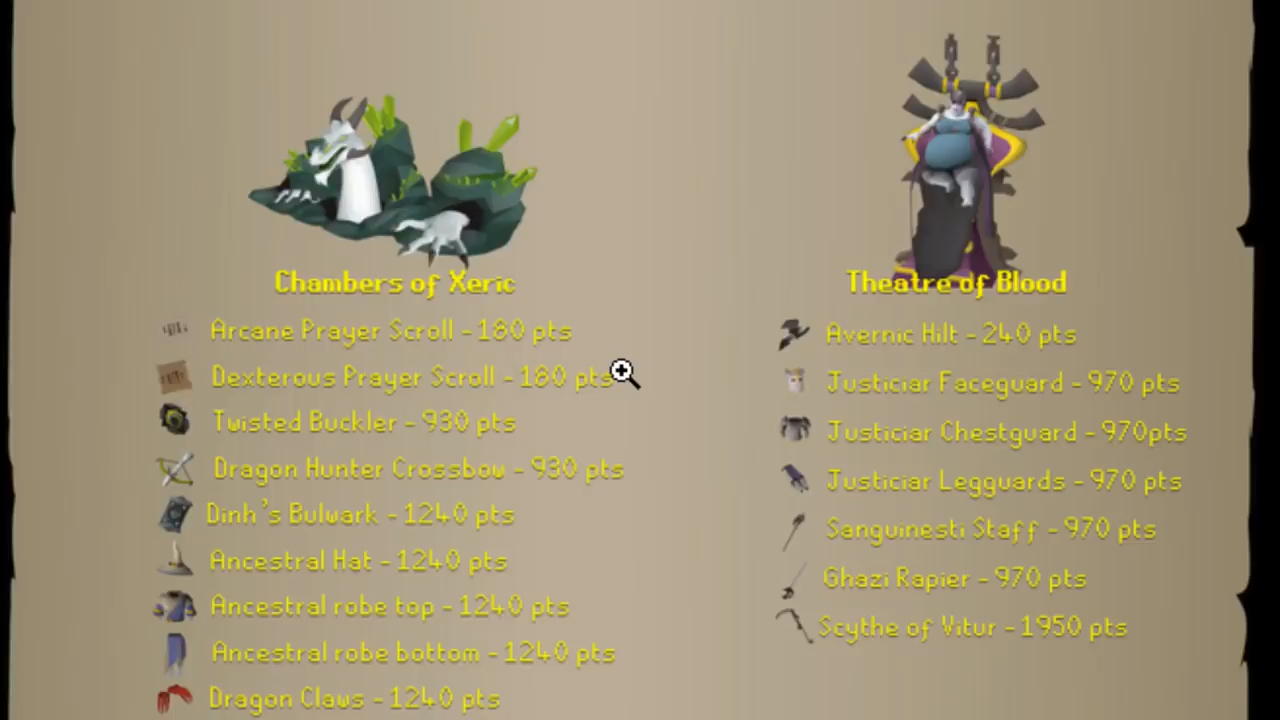 Chambers of Xeric
Arcane Prayer Scroll - 180 pts
Dexterous Prayer Scroll - 180 pts
Twisted Buckler - 930 pts
Dragon Hunter Crossbow - 930 pts
Dinh's Bulwark - 1240 pts
Ancestral Hat - 1240 pts
Ancestral robe top - 1240 pts
Ancestral robe bottom - 1240 pts
Dragon Claws - 1240 pts
Theatre of Blood
Avernic Hilt - 240 pts
Justiciar Faceguard - 970 pts
Justiciar Chestguard - 970pts
Justiciar Legguards - 970 pts
Sanguinesti Staff - 970 pts
Ghazi Rapier - 970 pts
Scythe of Vitur - 1950 pts